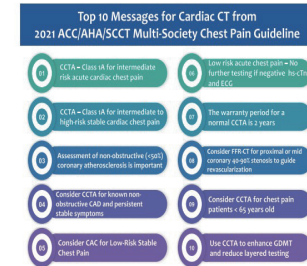 Top 10 Messages for Cardiac CT from
2021 ACC/AHA/SCCT Multi-Society Chest Pain Guideline
01
CCTA – Class 1A for intermediate
risk acute cardiac chest pain
02
CCTA – Class 1A for intermediate to
high-risk stable cardiac chest pain
03
Assessment of non-obstructive (<50%)
coronary atherosclerosis is important
04
Consider CCTA for known non-
obstructive CAD and persistent
stable symptoms
05
Consider CAC for Low-Risk Stable
Chest Pain
06
Low risk acute chest pain – No
further testing if negative hs-cTn
and ECG
07
The warranty period for a
normal CCTA is 2 years
08
Consider FFR-CT for proximal or mid
coronary 40-90% stenosis to guide
revascularization
09
Consider CCTA for chest pain
patients < 65 years old
10
Use CCTA to enhance GDMT
and reduce layered testing